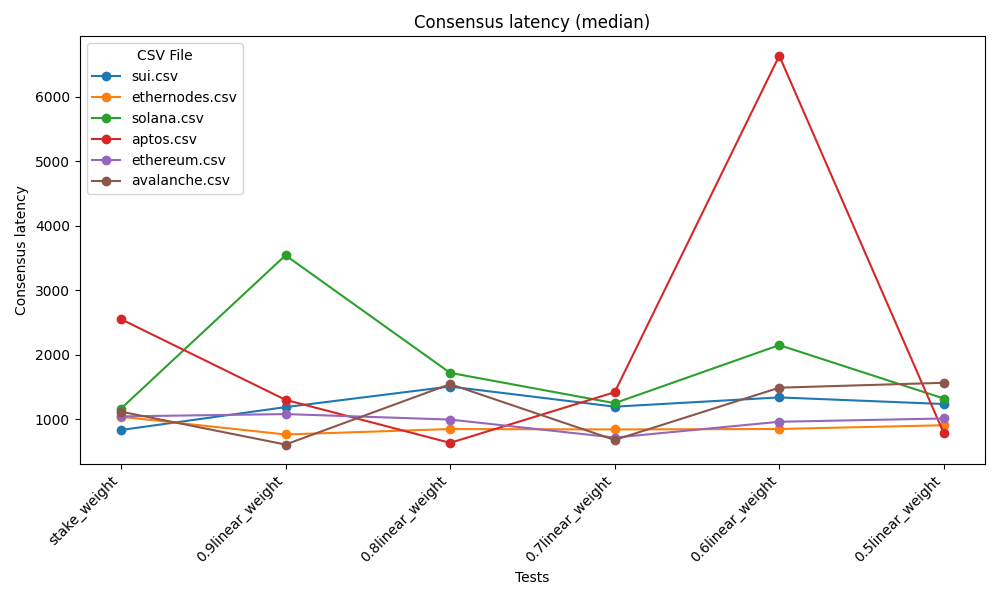 Consensus latency (median)
CSV File
sui.csv
ethernodes.csv
solana.csv
aptos.csv
ethereum.csv
avalanche.csv
Consensus latency
6000
5000
4000
3000
2000
1000
stake_weight
0.9linear_weight
0.8linear_weight
0.7linear_weight
0.6linear_weight
0.5linear_weight
Tests